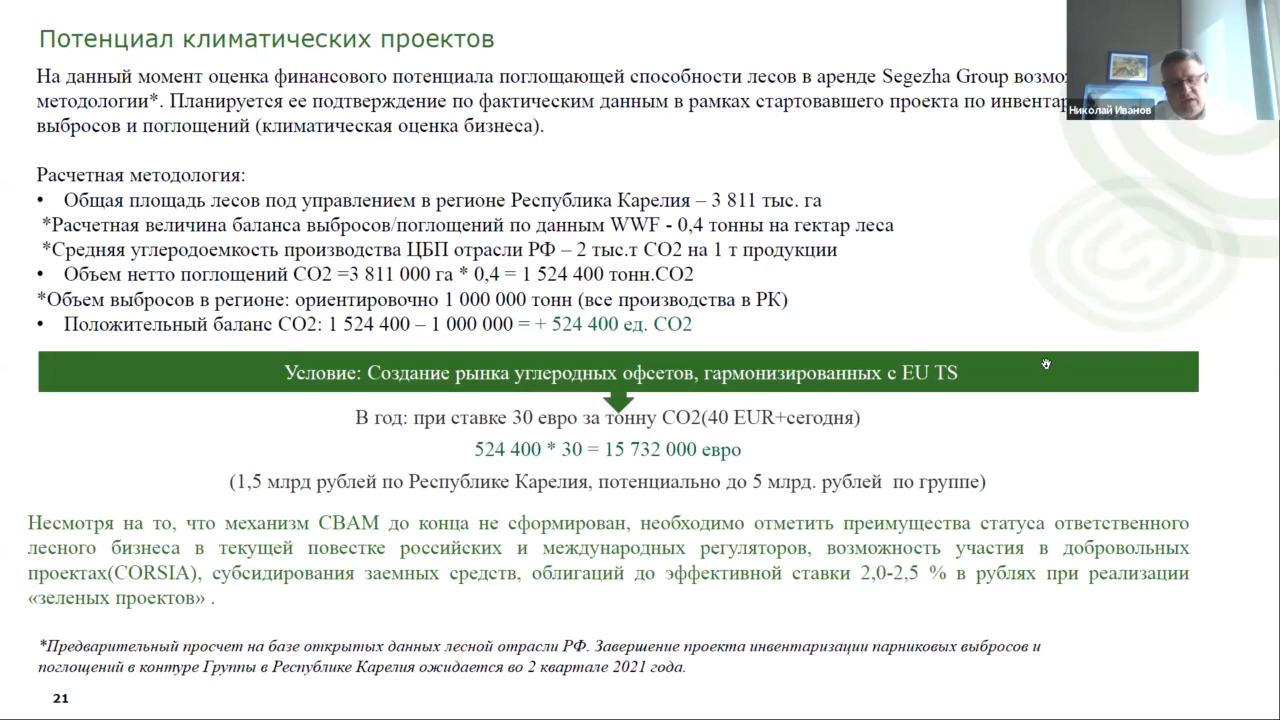 Потенциал климатических проектов
На данный момент оценка финансового потенциала поглощающей способности лесов в аренде Segezha Group
методологии*. Планируется ее подтверждение по фактическим данным в рамках стартовавшего проекта по
выбросов и поглощений (климатическая оценка бизнеса).
Николай Иванов
Расчетная методология:
• Общая площадь лесов под управлением в регионе Республика Карелия – 3 811 тыс. га
*Расчетная величина баланса выбросов/поглощений по данным WWF - 0,4 тонны на гектар леса
*Средняя углеродоемкость производства ЦБП отрасли РФ – 2 тыс.т СО2 на 1 т продукции
• Объем нетто поглощений СО2 =3 811 000 га * 0,4 = 1 524 400 тонн.СО2
*Объем выбросов в регионе: ориентировочно 1 000 000 тонн (все производства в РК)
• Положительный баланс СО2: 1 524 400 – 1 000 000 = + 524 400 ед. СО2
Условие: Создание рынка углеродных офсетов, гармонизированных с EU TS
В год: при ставке 30 евро за тонну СО2(40 EUR+сегодня)
524 400 * 30 = 15 732 000 евро
(1,5 млрд рублей по Республике Карелия, потенциально до 5 млрд. рублей по группе)
Несмотря на то, что механизм CBAM до конца не сформирован, необходимо отметить преимущества статуса ответственного
лесного бизнеса в текущей повестке российских и международных регуляторов, возможность участия в добровольных
проектах(CORSIA), субсидирования заемных средств, облигаций до эффективной ставки 2,0-2,5 % в рублях при реализации
«зеленых проектов» .
*Предварительный просчет на базе открытых данных лесной отрасли РФ. Завершение проекта инвентаризации парниковых выбросов и
поглощений в контуре Группы в Республике Карелия ожидается во 2 квартале 2021 года.
21